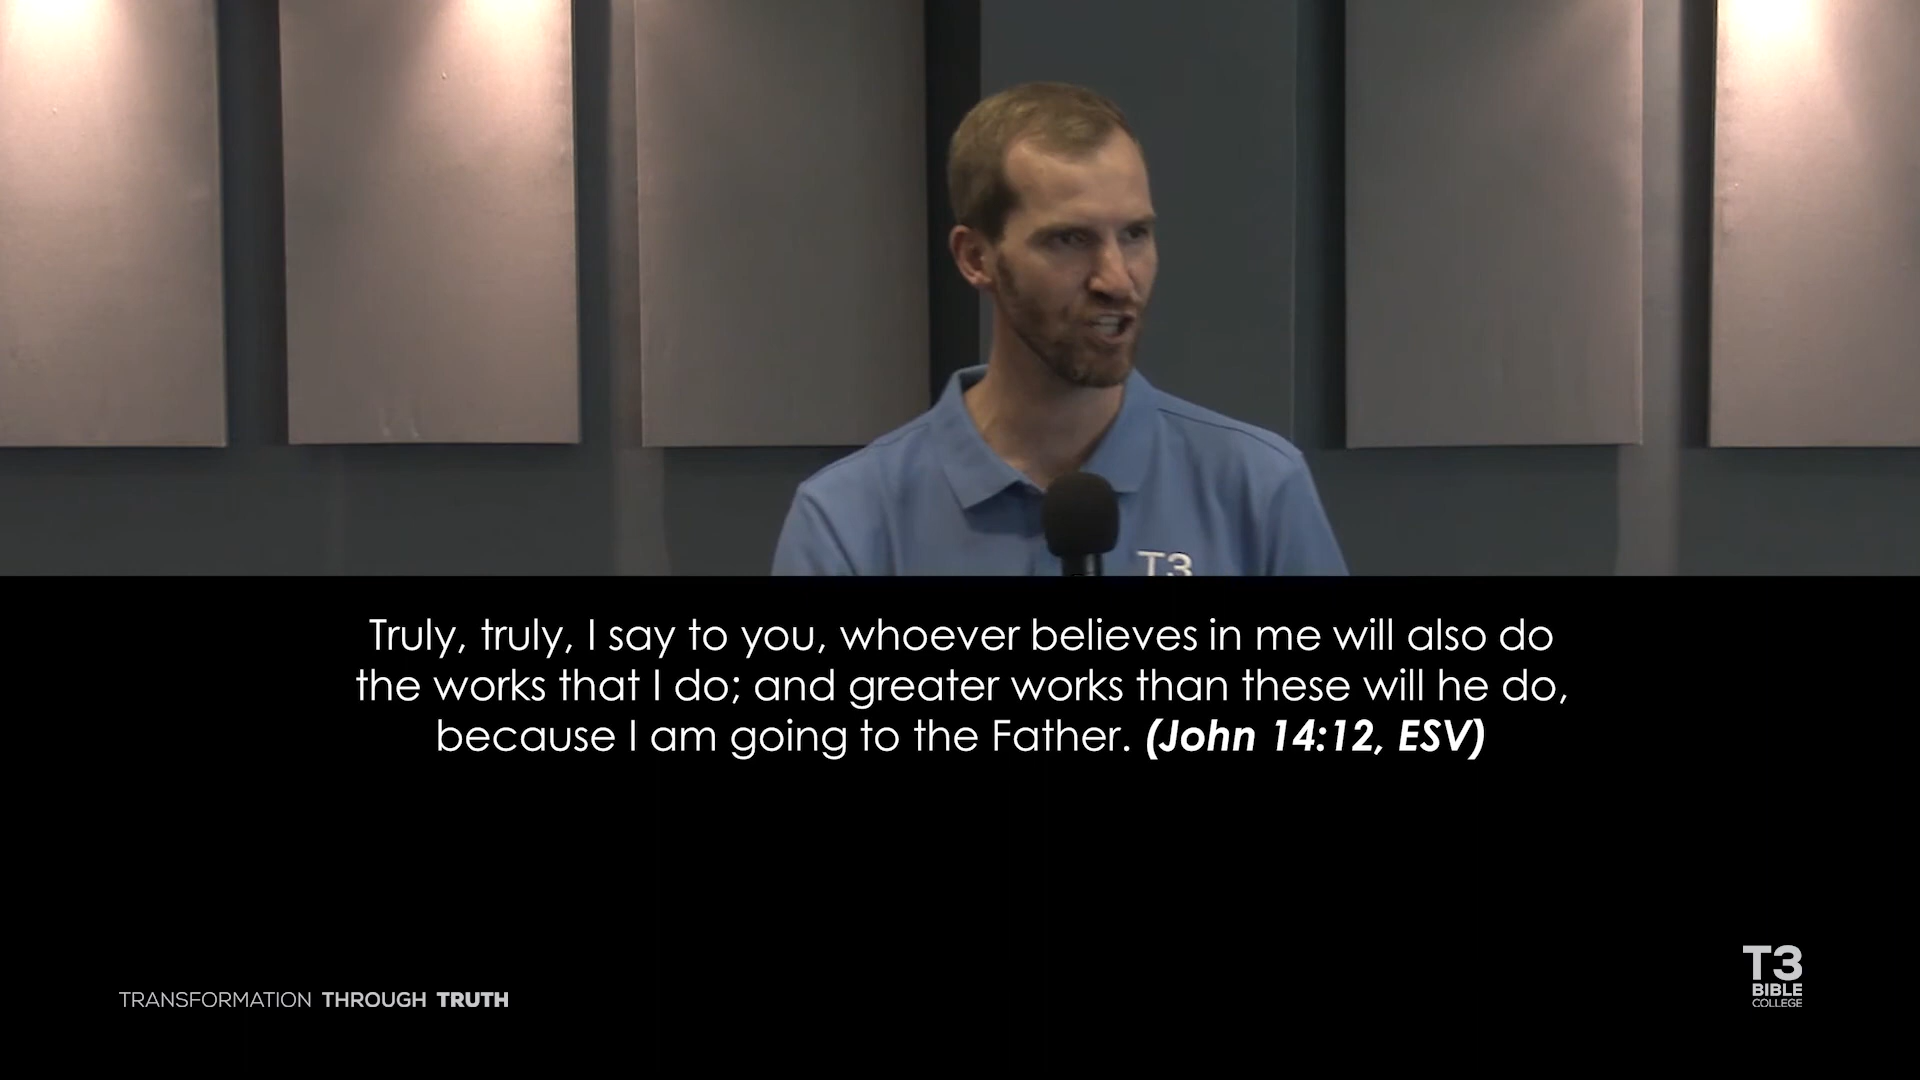 T3
Truly, truly, I say to you, whoever believes in me will also do
the works that I do; and greater works than these will he do,
because I am going to the Father. (John 14:12, ESV)
TRANSFORMATION THROUGH TRUTH
T3
BIBLE
COLLEGE